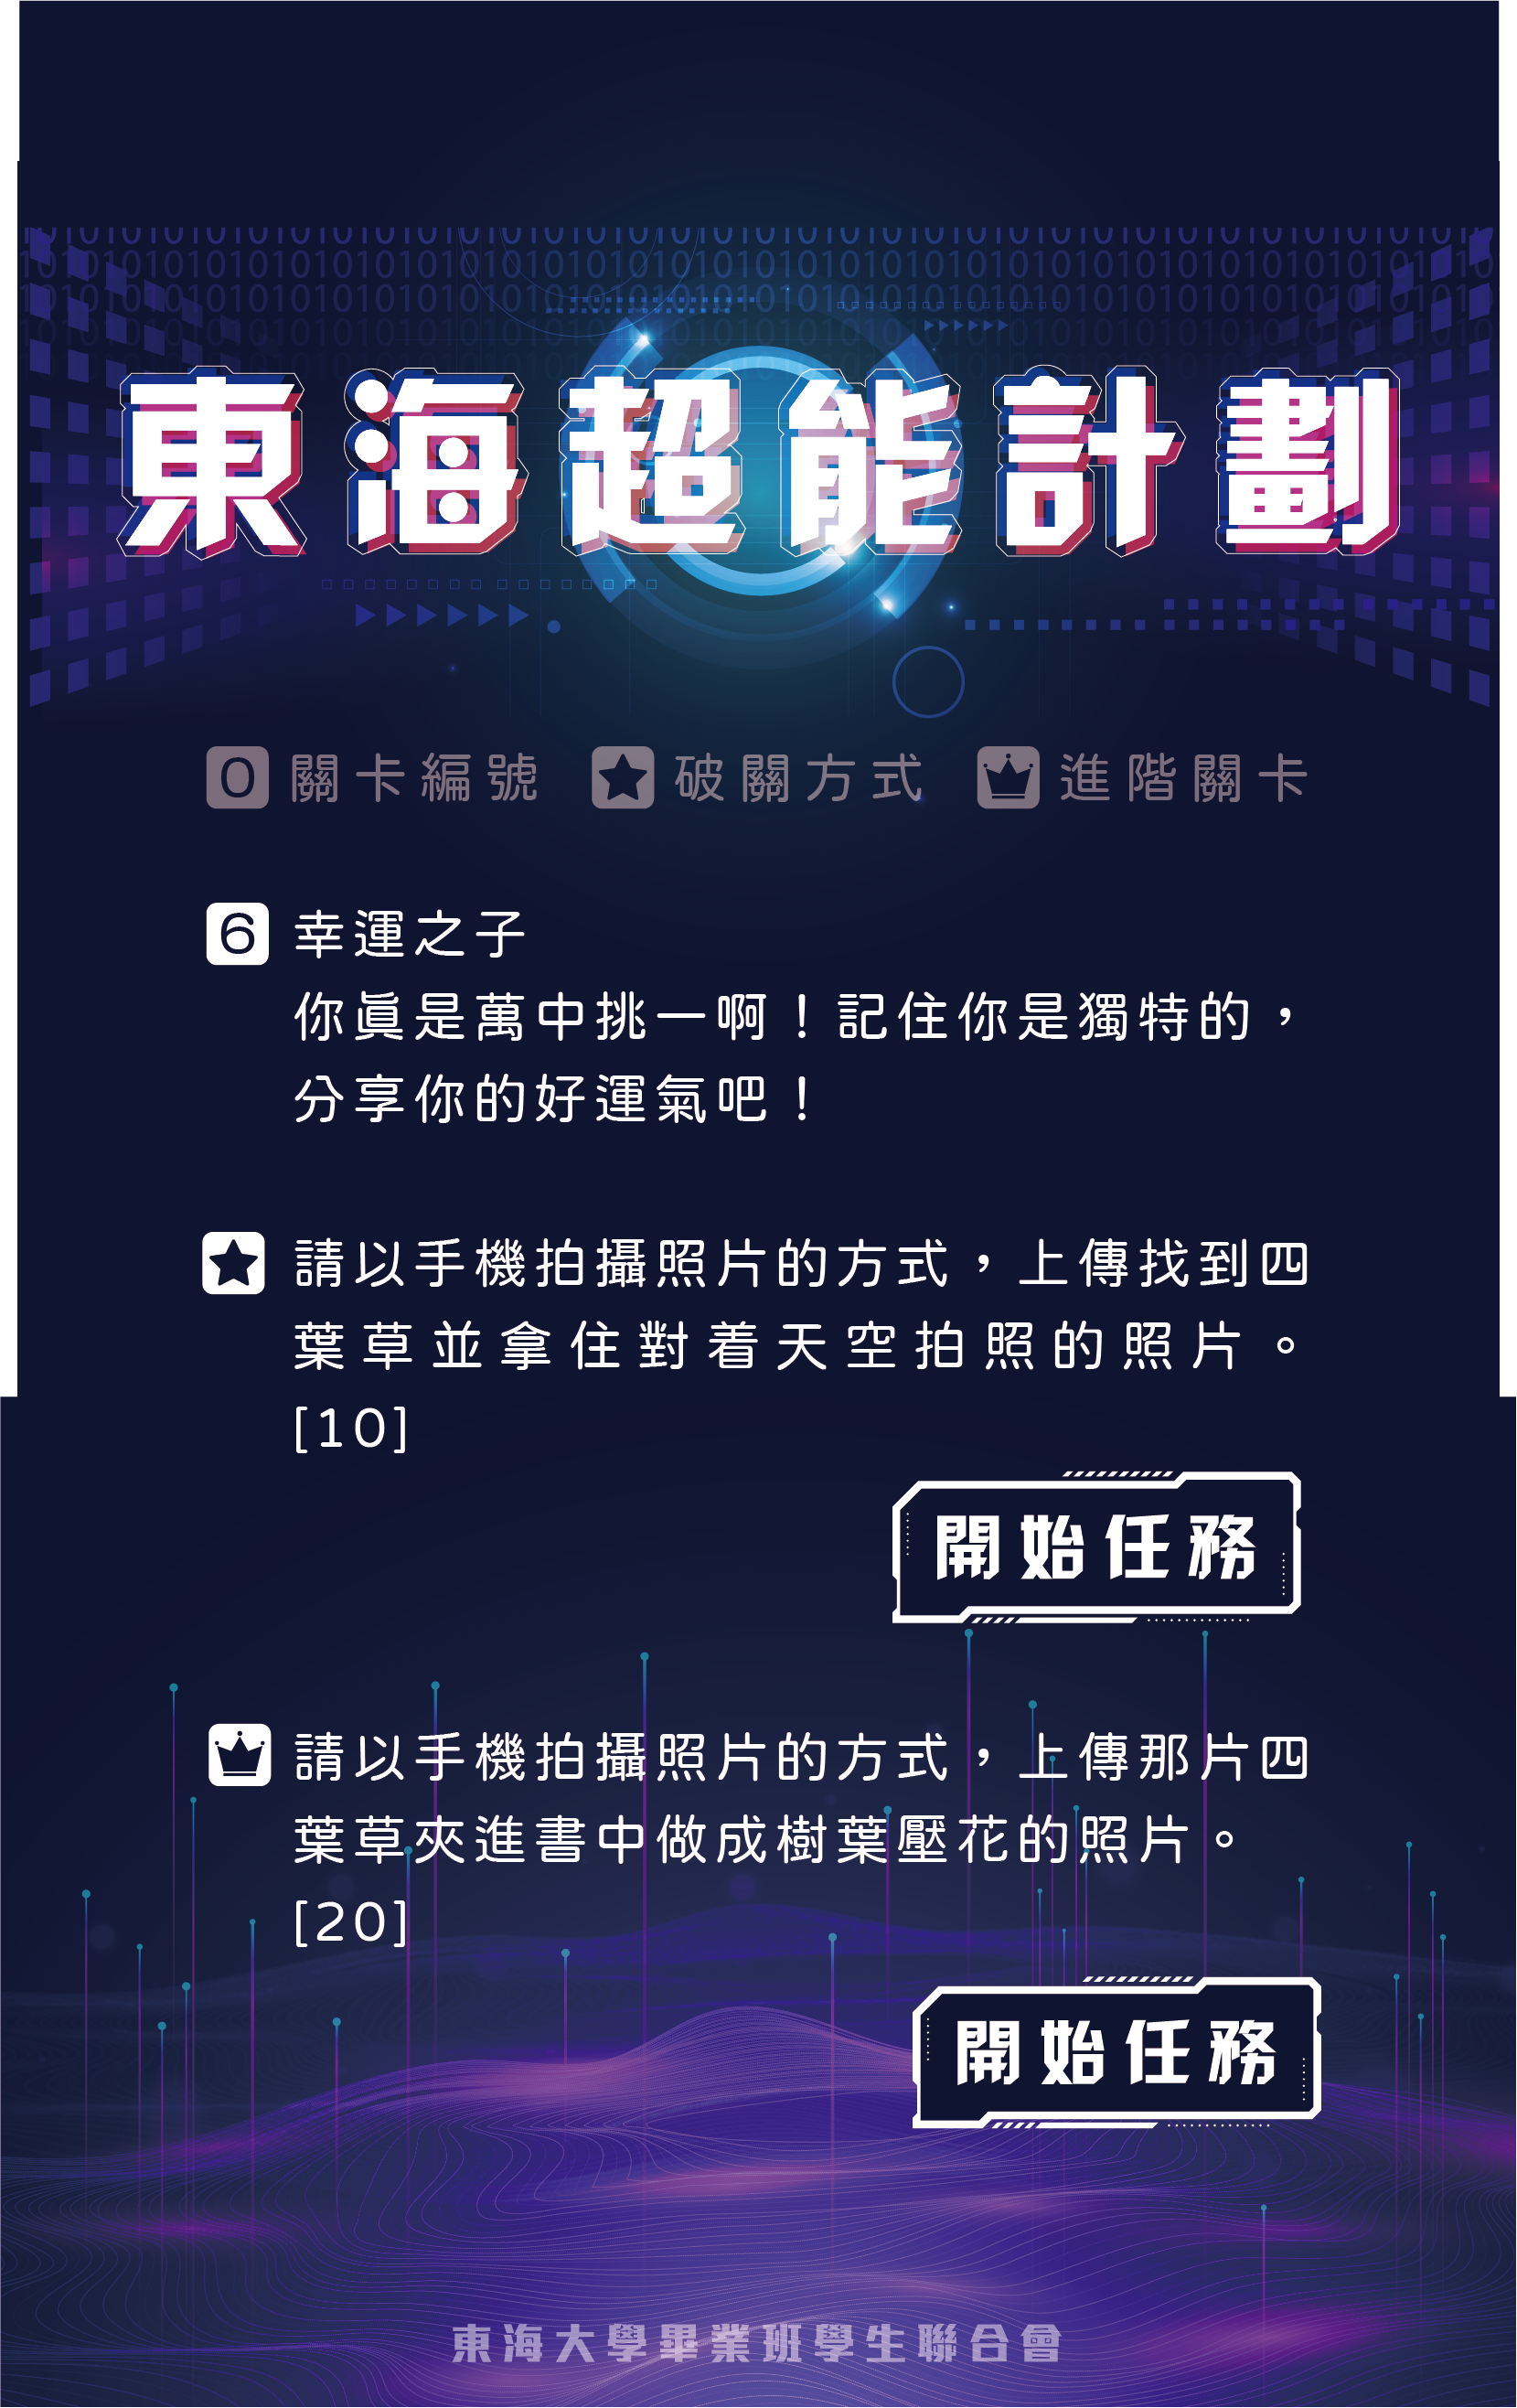 東海超能計劃
0 關卡編號 破關方式 進階關卡
6 幸運之子
你眞是萬中挑一啊！記住你是獨特的，
分享你的好運氣吧！
請以手機拍攝照片的方式，上傳找到四
葉草並拿住對着天空拍照的照片。
[10]
開始任務
請以手機拍攝照片的方式，上傳那片四
葉草夾進書中做成樹葉壓花的照片。
[20]
開始任務
東海大學畢業班學生聯合會